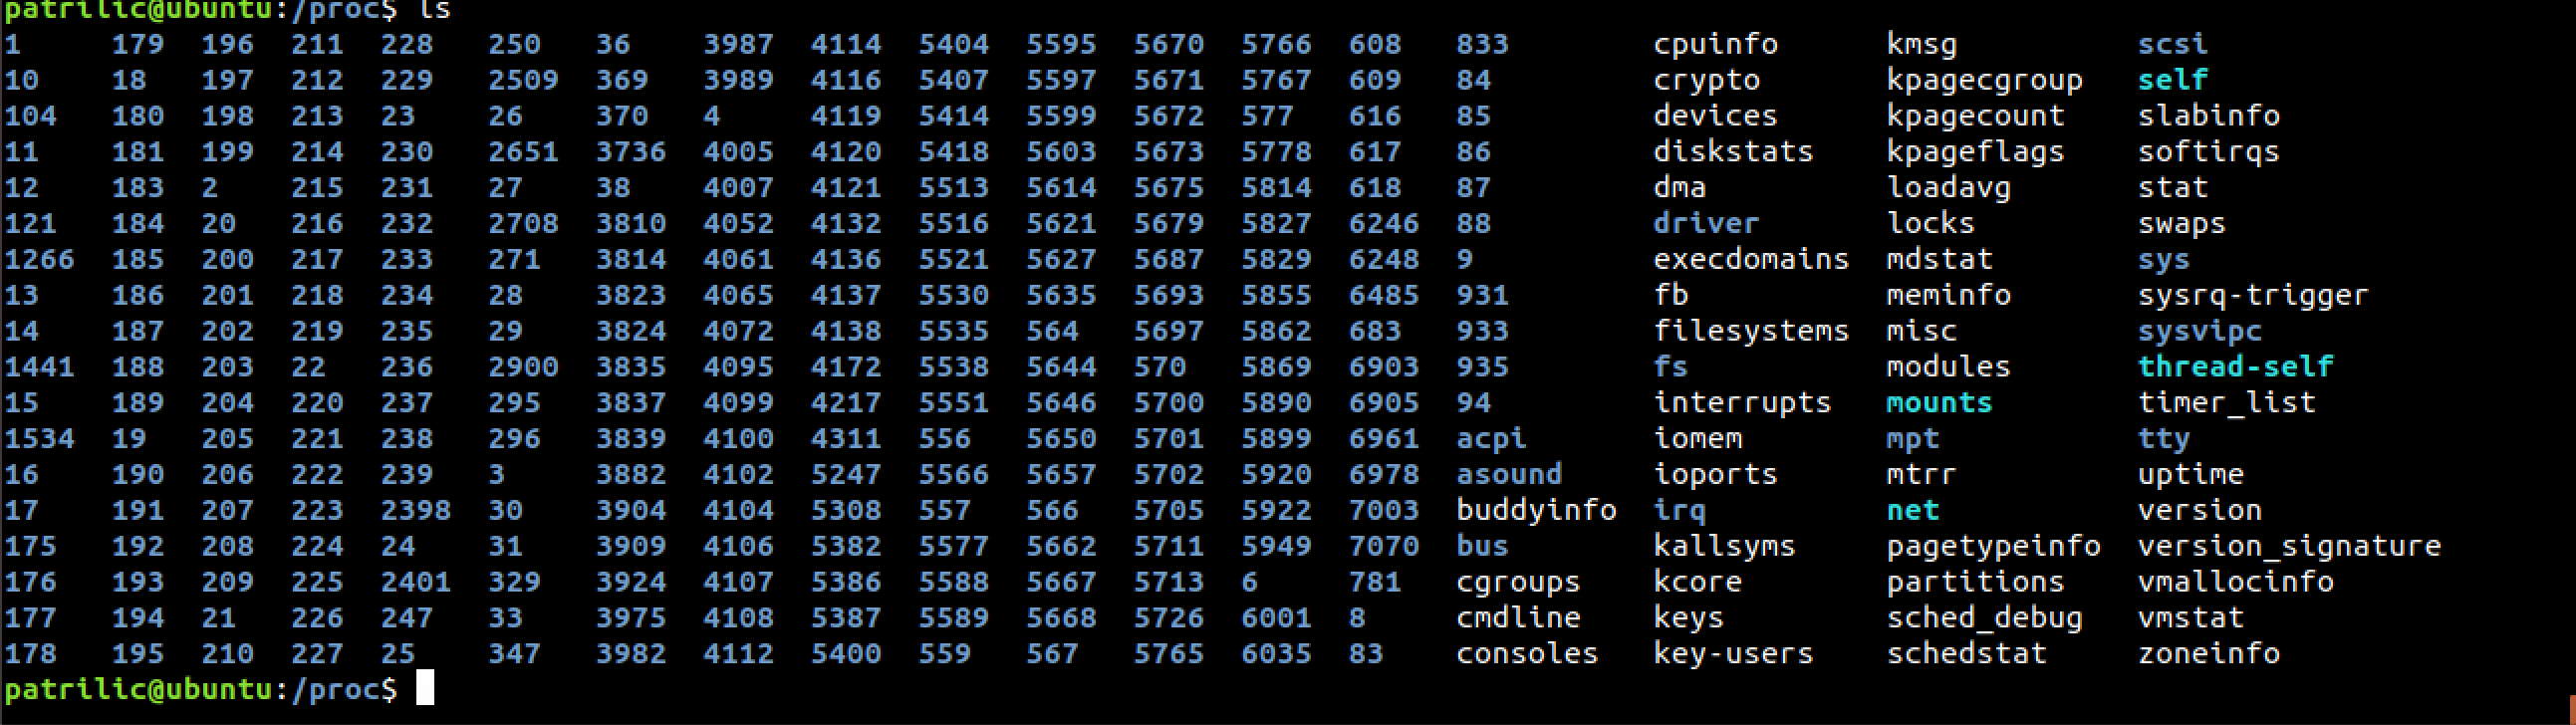 patrilic@ubuntu:/proc$ ls
1 179 196 211 228 250 36 3987 4114 5404 5595 5670 5766 608 833 cpuinfo kmsg scsi
10 18 197 212 229 2509 369 3989 4116 5407 5597 5671 5767 609 84 crypto kpagecgroup self
104 180 198 213 23 26 370 4 4119 5414 5599 5672 577 616 85 devices kpagecount slabinfo
11 181 199 214 230 2651 3736 4005 4120 5418 5603 5673 5778 617 86 diskstats kpageflags softirqs
12 183 2 215 231 27 38 4007 4121 5513 5614 5675 5814 618 87 dma loadavg stat
121 184 20 216 232 2708 3810 4052 4132 5516 5621 5679 5827 6246 88 driver locks swaps
1266 185 200 217 233 271 3814 4061 4136 5521 5627 5687 5829 6248 9 execdomains mdstat sys
13 186 201 218 234 28 3823 4065 4137 5530 5635 5693 5855 6485 931 fb meminfo sysrq-trigger
14 187 202 219 235 29 3824 4072 4138 5535 564 5697 5862 683 933 filesystems misc sysvipc
1441 188 203 22 236 2900 3835 4095 4172 5538 5644 570 5869 6903 935 fs modules thread-self
15 189 204 220 237 295 3837 4099 4217 5551 5646 5700 5890 6905 94 interrupts mounts timer_list
1534 19 205 221 238 296 3839 4100 4311 556 5650 5701 5899 6961 acpi iomem mpt tty
16 190 206 222 239 3 3882 4102 5247 5566 5657 5702 5920 6978 asound ioports mtrr uptime
17 191 207 223 2398 30 3904 4104 5308 557 566 5705 5922 7003 buddyinfo irq net version
175 192 208 224 24 31 3909 4106 5382 5577 5662 5711 5949 7070 bus kallsyms pagetypeinfo version_signature
176 193 209 225 2401 329 3924 4107 5386 5588 5667 5713 6 781 cgroups kcore partitions vmallocinfo
177 194 21 226 247 33 3975 4108 5387 5589 5668 5726 6001 8 cmdline keys sched_debug vmstat
178 195 210 227 25 347 3982 4112 5400 559 567 5765 6035 83 consoles key-users schedstat zoneinfo
patrilic@ubuntu:/proc$